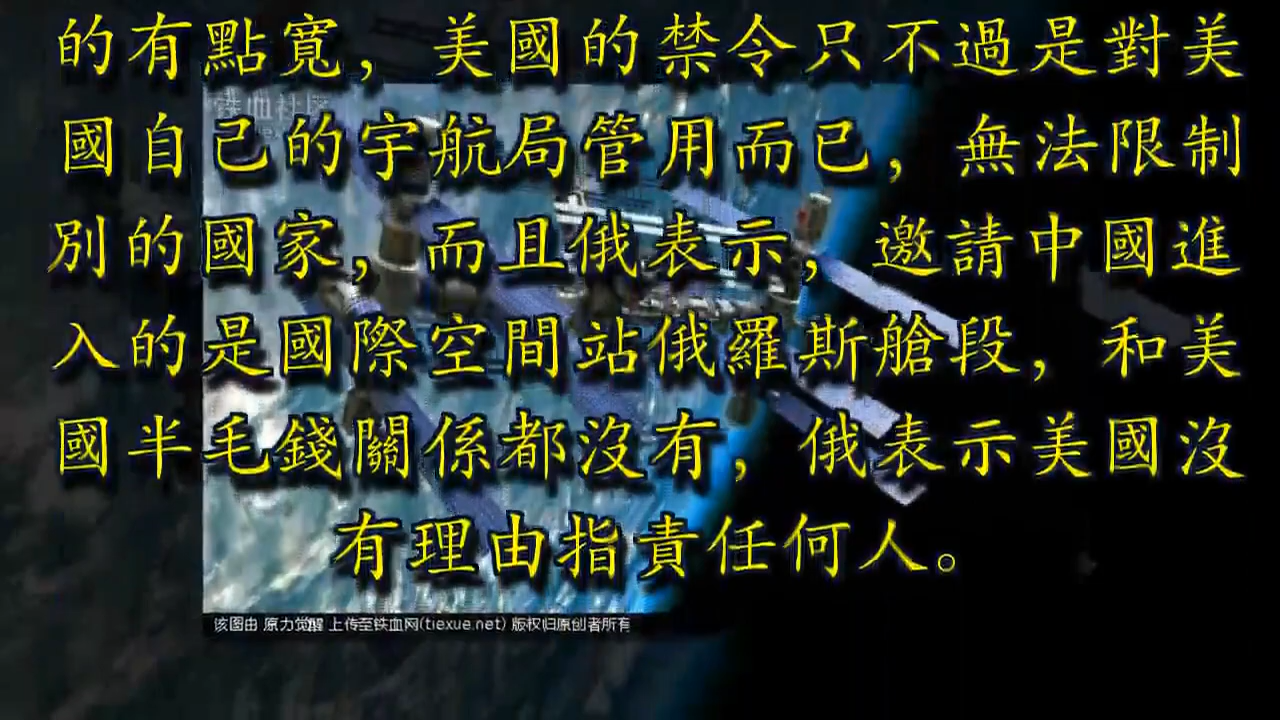 的有點寬，美國的禁令只不過是對美
國自己的宇航局管用而已，無法限制
別的國家，而且俄表示，邀請中國進
入的是國際空間站俄羅斯艙段，和美
國半毛錢關係都沒有，俄表示美國沒
有理由指責任何人。
铁血社区
该图由 原力觉醒 上传至铁血网(tiexue.net) 版权归原创者所有